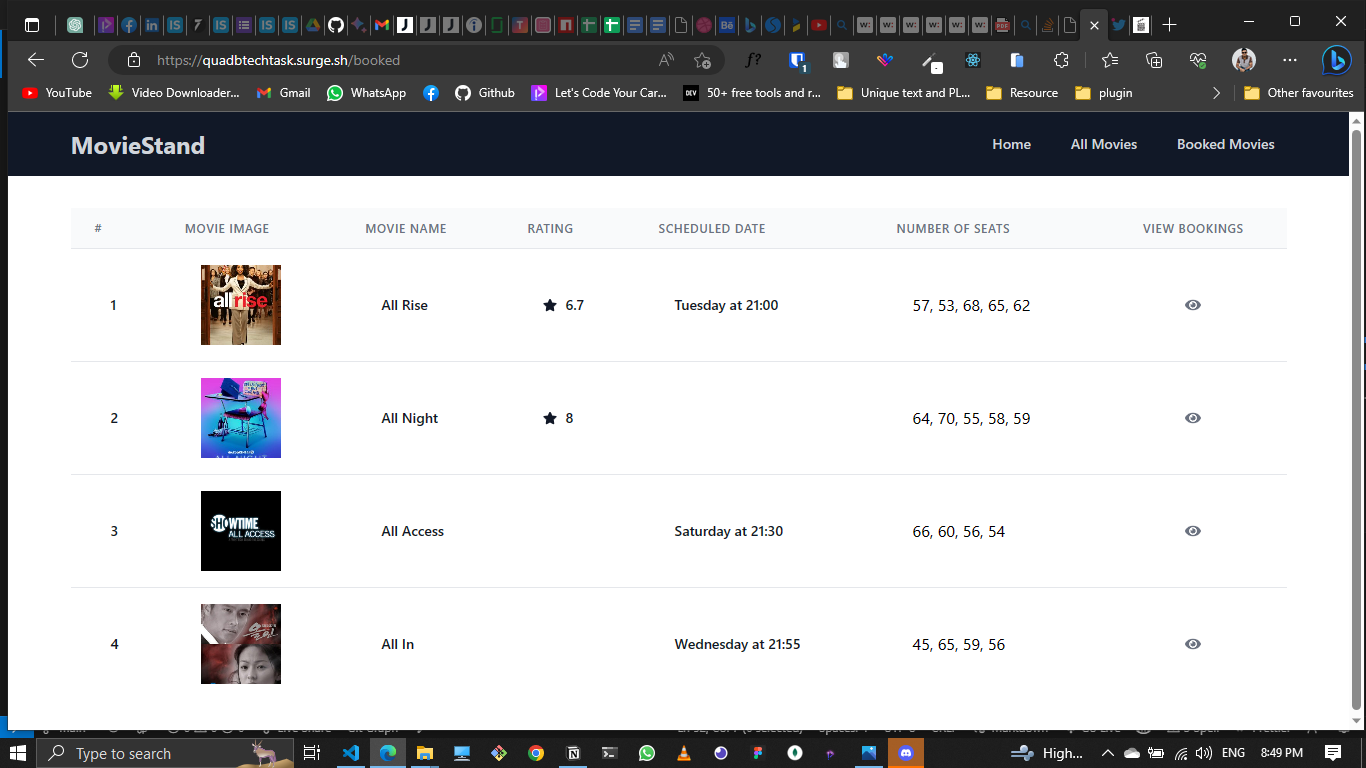 https://quadbtechtask.surge.sh/booked
YouTube Video Downloader... Gmail WhatsApp Github Let's Code Your Car... DEV 50+ free tools and r... Unique text and PL... Resource plugin Other favourites
MovieStand Home All Movies Booked Movies
# MOVIE IMAGE MOVIE NAME RATING SCHEDULED DATE NUMBER OF SEATS VIEW BOOKINGS
all rise
1 All Rise 6.7 Tuesday at 21:00 57, 53, 68, 65, 62
2 All Night 8 64, 70, 55, 58, 59
SHOWTIME
ALL ACCESS
3 All Access Saturday at 21:30 66, 60, 56, 54
올인
4 All In Wednesday at 21:55 45, 65, 59, 56
Type to search High... ENG 8:49 PM